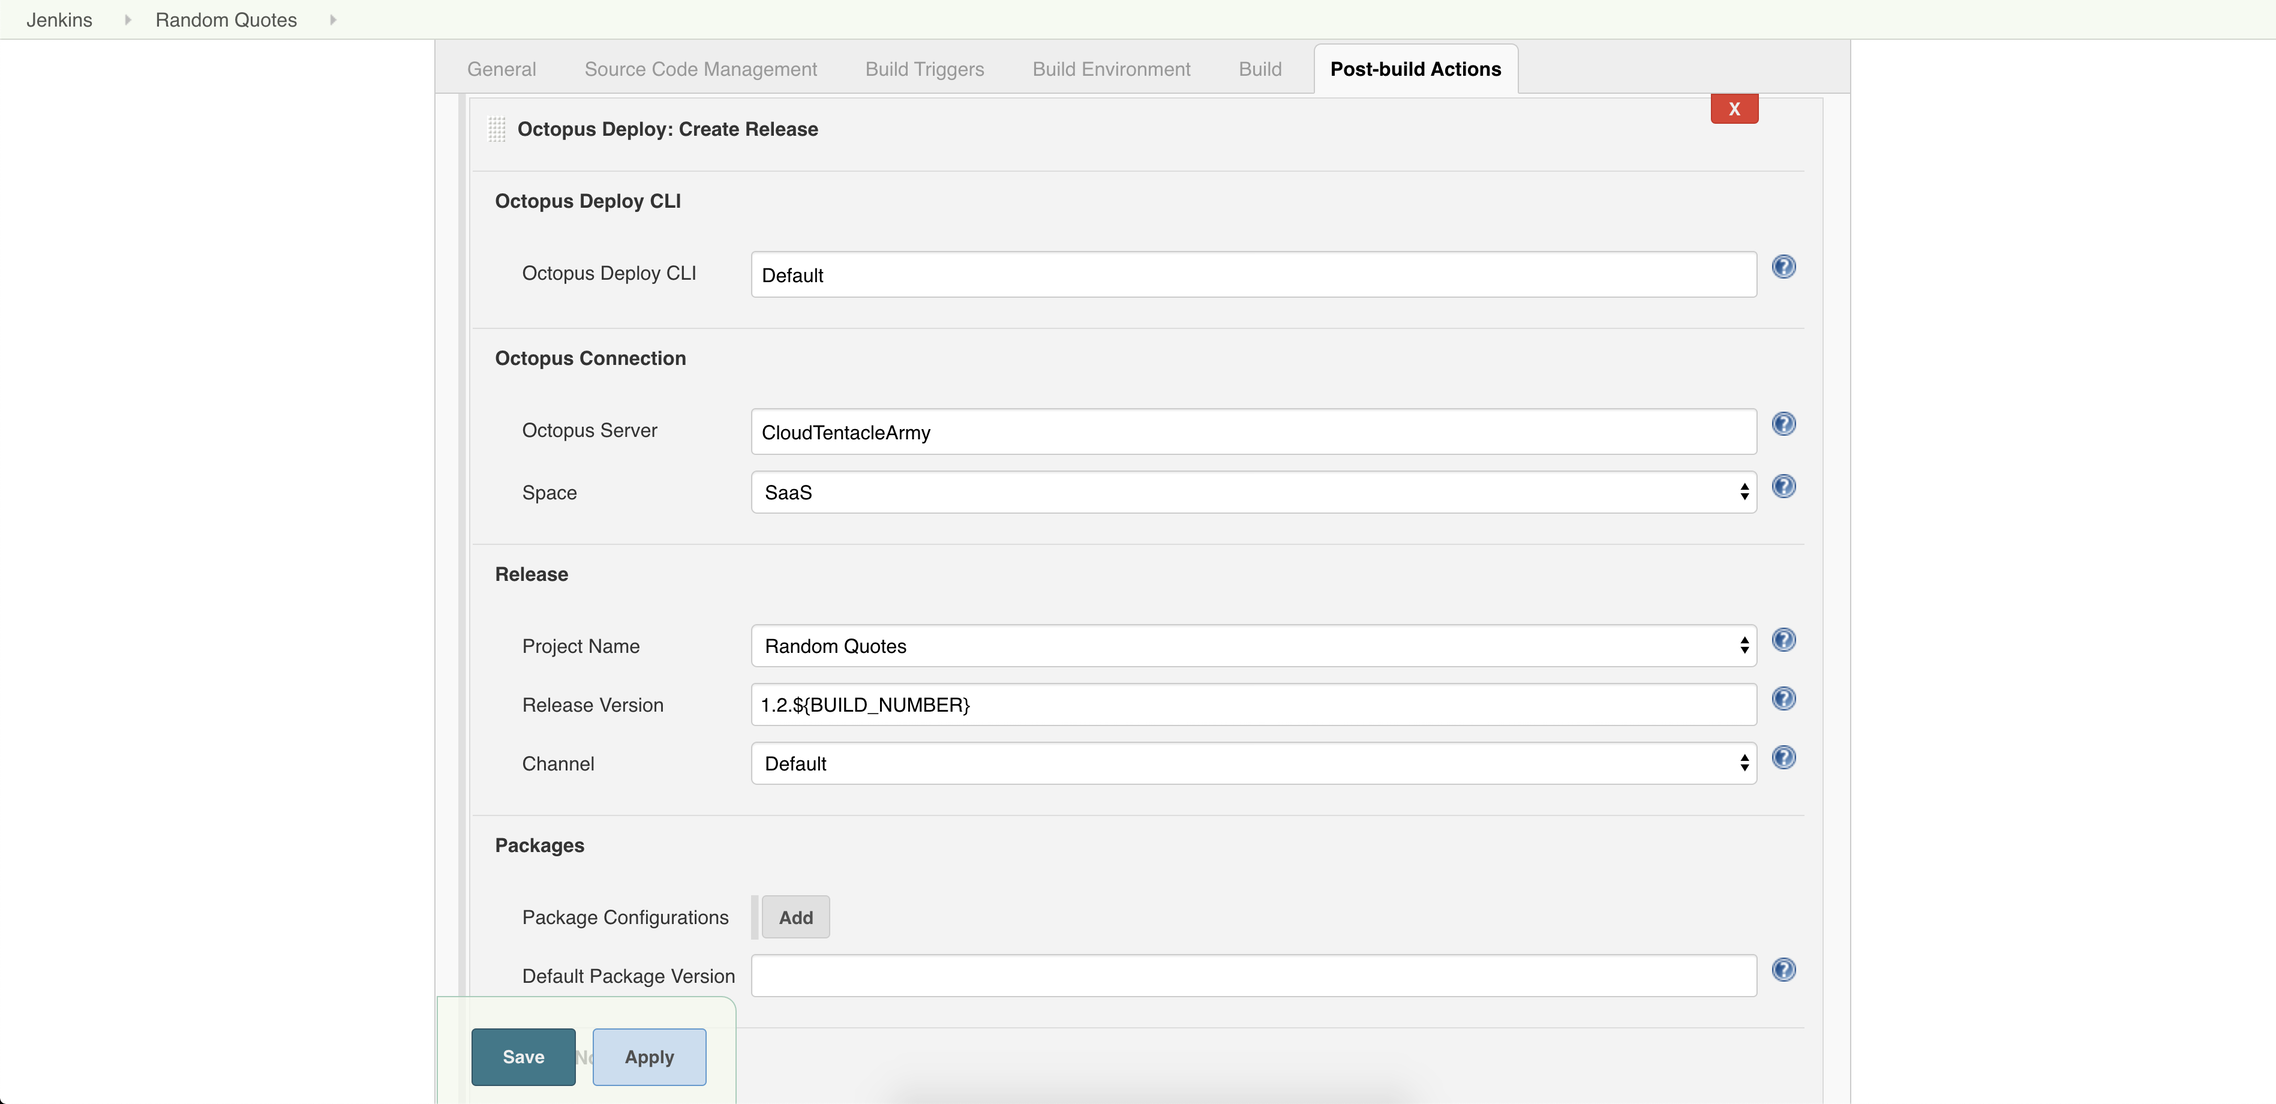 Jenkins Random Quotes
General Source Code Management Build Triggers Build Environment Build Post-build Actions
X
Octopus Deploy: Create Release
Octopus Deploy CLI
Octopus Deploy CLI Default
Octopus Connection
Octopus Server CloudTentacleArmy
Space SaaS
Release
Project Name Random Quotes
Release Version 1.2.${BUILD_NUMBER}
Channel Default
Packages
Package Configurations Add
Default Package Version
Save Apply